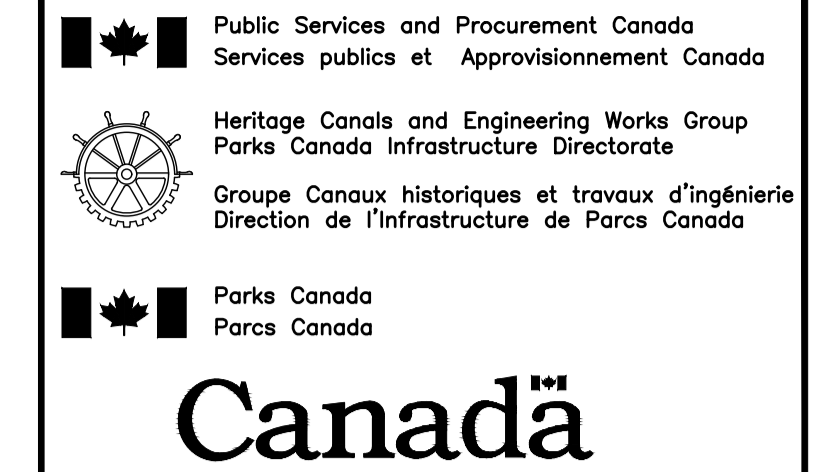 Public Services and Procurement Canada
Services publics et Approvisionnement Canada
Heritage Canals and Engineering Works Group
Parks Canada Infrastructure Directorate
Groupe Canaux historiques et travaux d'ingénierie
Direction de l'Infrastructure de Parcs Canada
Parks Canada
Parcs Canada
Canada